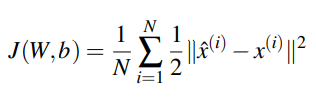 J(W,b) = \frac{1}{N} \sum_{i=1}^{N} \frac{1}{2} ||\hat{x}^{(i)} - x^{(i)}||^2